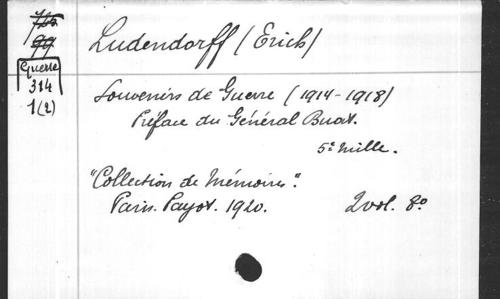 Ludendorff (Erich)
Guerre
314
1(2)
Souvenirs de Guerre (1914-1918)
Préface du Général Buat.
5e mille.
"Collection de Mémoires".
Paris. Payot. 1920. 2 vol. 8o